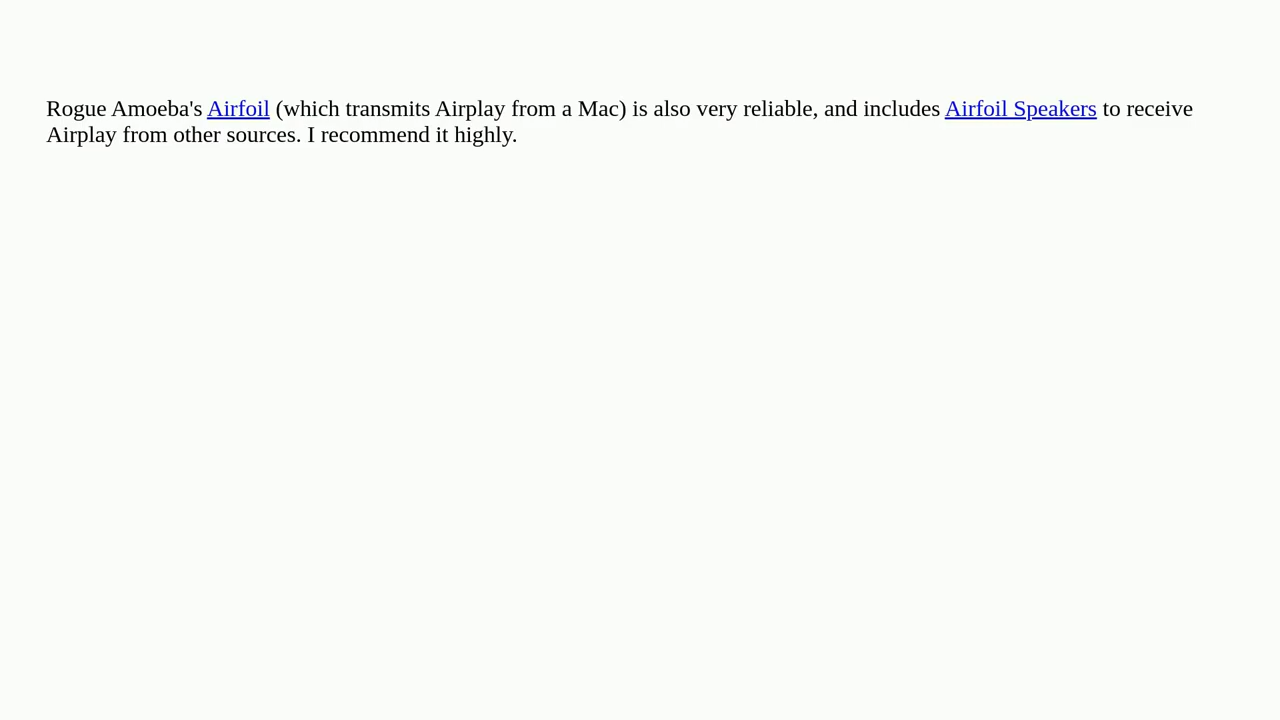 Rogue Amoeba's Airfoil (which transmits Airplay from a Mac) is also very reliable, and includes Airfoil Speakers to receive
Airplay from other sources. I recommend it highly.